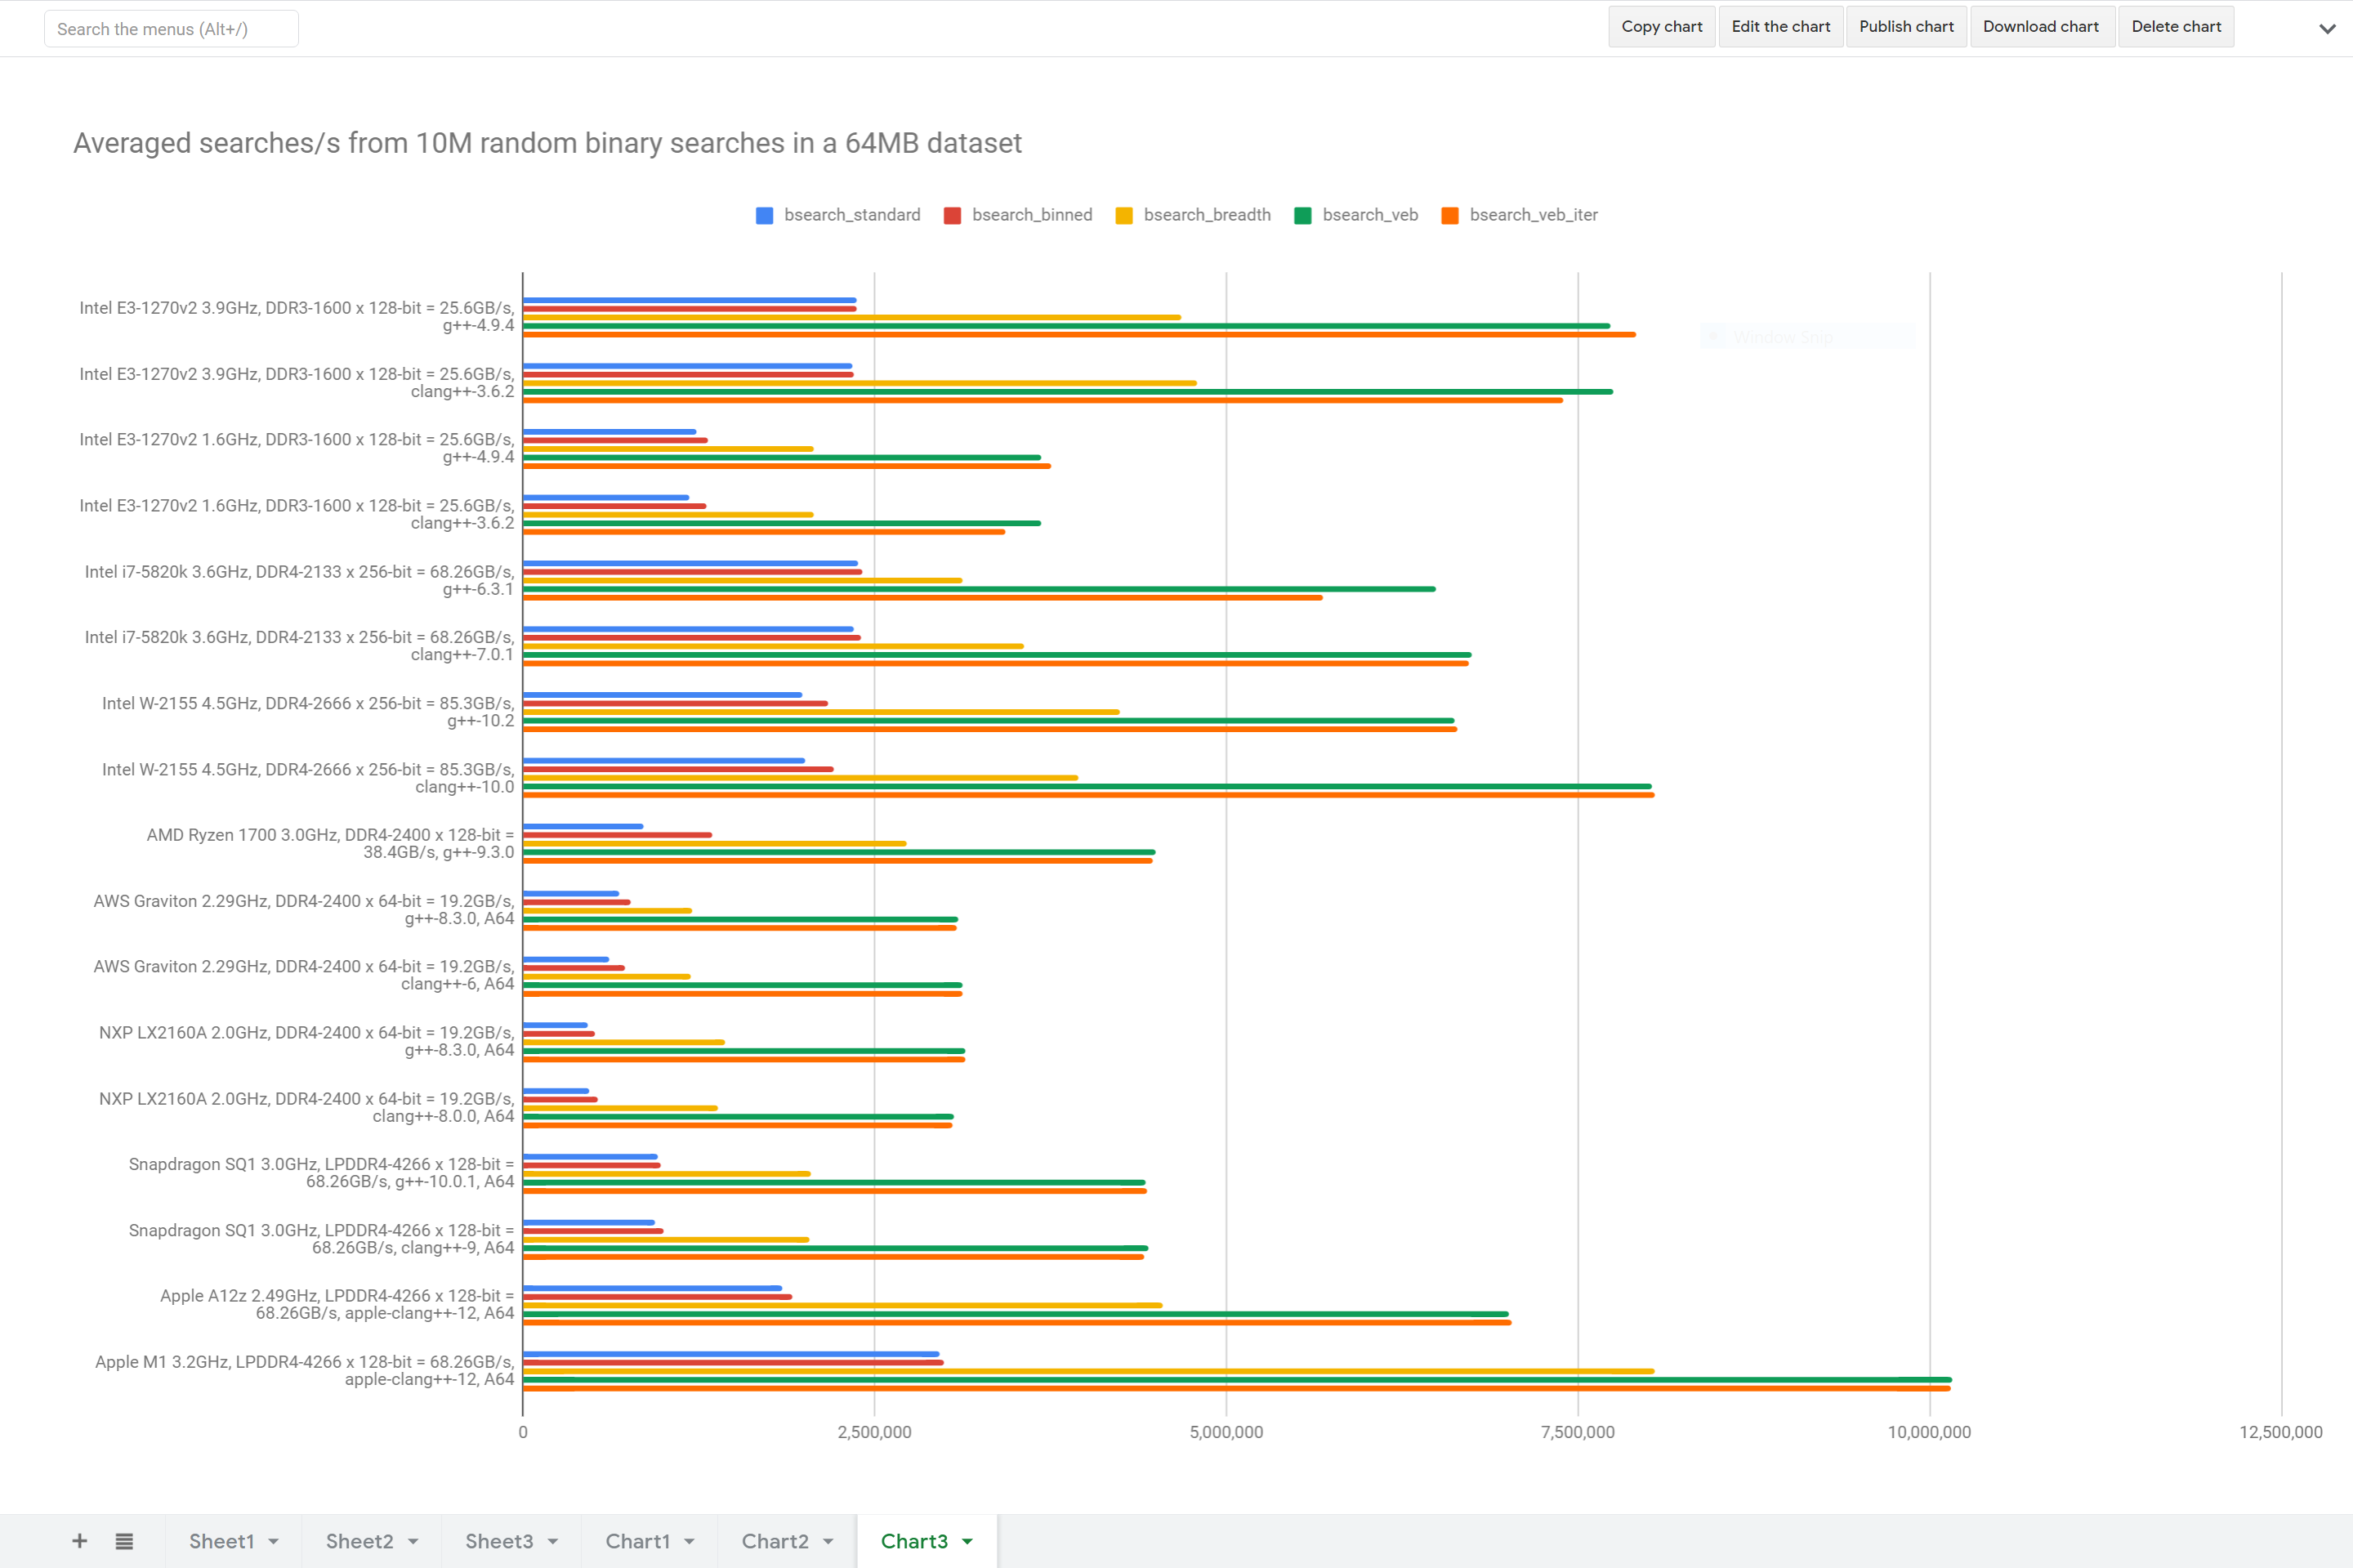 Search the menus (Alt+/)
Copy chart
Edit the chart
Publish chart
Download chart
Delete chart
Averaged searches/s from 10M random binary searches in a 64MB dataset
bsearch_standard
bsearch_binned
bsearch_breadth
bsearch_veb
bsearch_veb_iter
Intel E3-1270v2 3.9GHz, DDR3-1600 x 128-bit = 25.6GB/s,
g++-4.9.4
Window Snip
Intel E3-1270v2 3.9GHz, DDR3-1600 x 128-bit = 25.6GB/s,
clang++-3.6.2
Intel E3-1270v2 1.6GHz, DDR3-1600 x 128-bit = 25.6GB/s,
g++-4.9.4
Intel E3-1270v2 1.6GHz, DDR3-1600 x 128-bit = 25.6GB/s,
clang++-3.6.2
Intel i7-5820k 3.6GHz, DDR4-2133 x 256-bit = 68.26GB/s,
g++-6.3.1
Intel i7-5820k 3.6GHz, DDR4-2133 x 256-bit = 68.26GB/s,
clang++-7.0.1
Intel W-2155 4.5GHz, DDR4-2666 x 256-bit = 85.3GB/s,
g++-10.2
Intel W-2155 4.5GHz, DDR4-2666 x 256-bit = 85.3GB/s,
clang++-10.0
AMD Ryzen 1700 3.0GHz, DDR4-2400 x 128-bit =
38.4GB/s, g++-9.3.0
AWS Graviton 2.29GHz, DDR4-2400 x 64-bit = 19.2GB/s,
g++-8.3.0, A64
AWS Graviton 2.29GHz, DDR4-2400 x 64-bit = 19.2GB/s,
clang++-6, A64
NXP LX2160A 2.0GHz, DDR4-2400 x 64-bit = 19.2GB/s,
g++-8.3.0, A64
NXP LX2160A 2.0GHz, DDR4-2400 x 64-bit = 19.2GB/s,
clang++-8.0.0, A64
Snapdragon SQ1 3.0GHz, LPDDR4-4266 x 128-bit =
68.26GB/s, g++-10.0.1, A64
Snapdragon SQ1 3.0GHz, LPDDR4-4266 x 128-bit =
68.26GB/s, clang++-9, A64
Apple A12z 2.49GHz, LPDDR4-4266 x 128-bit =
68.26GB/s, apple-clang++-12, A64
Apple M1 3.2GHz, LPDDR4-4266 x 128-bit = 68.26GB/s,
apple-clang++-12, A64
0
2,500,000
5,000,000
7,500,000
10,000,000
12,500,000
Sheet1
Sheet2
Sheet3
Chart1
Chart2
Chart3